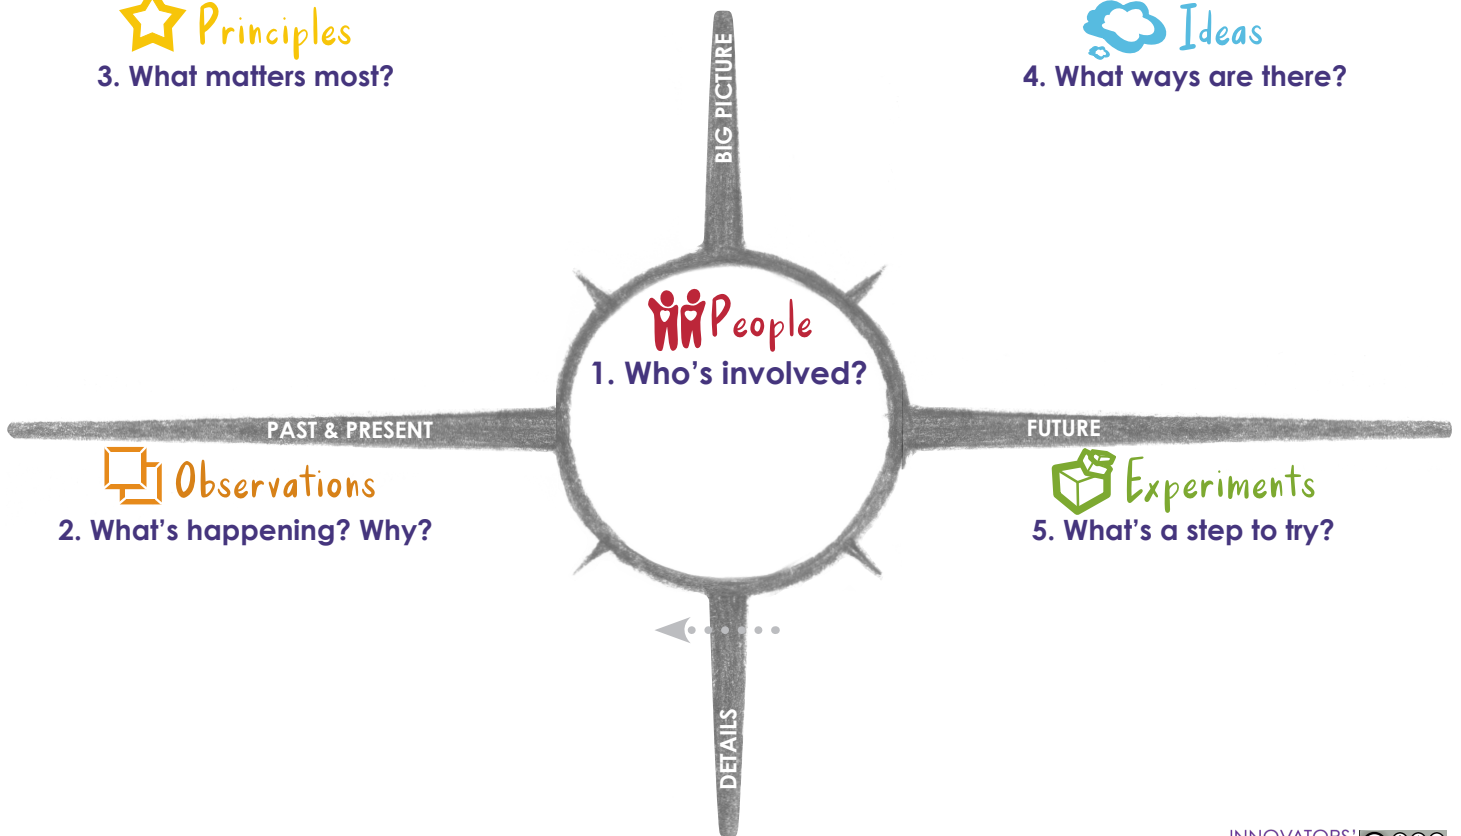 Principles
3. What matters most?
Ideas
4. What ways are there?
BIG PICTURE
People
1. Who's involved?
PAST & PRESENT
FUTURE
Observations
2. What's happening? Why?
Experiments
5. What's a step to try?
DETAILS
INNOVATORS'